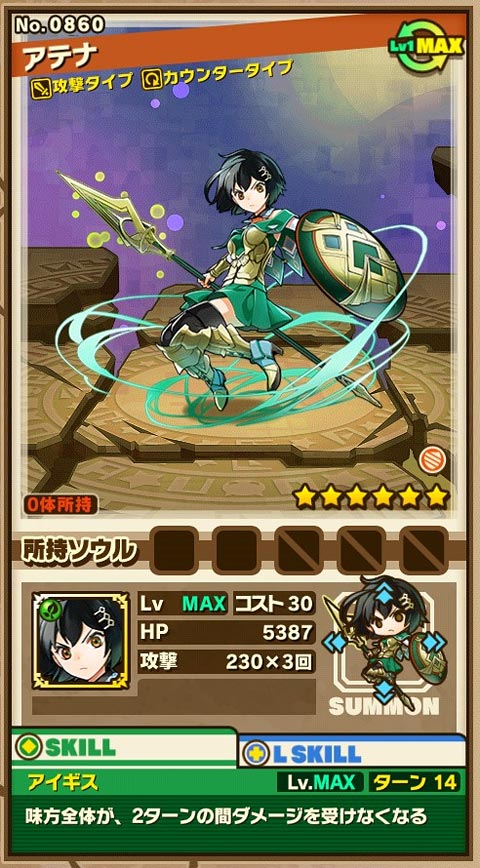 No.0860
アテナ
Lv1 MAX
攻撃タイプ カウンタータイプ
0体所持
所持ソウル
Lv MAX コスト 30
HP 5387
攻撃 230×3回
SUMMON
SKILL
L SKILL
アイギス Lv.MAX ターン 14
味方全体が、2ターンの間ダメージを受けなくなる